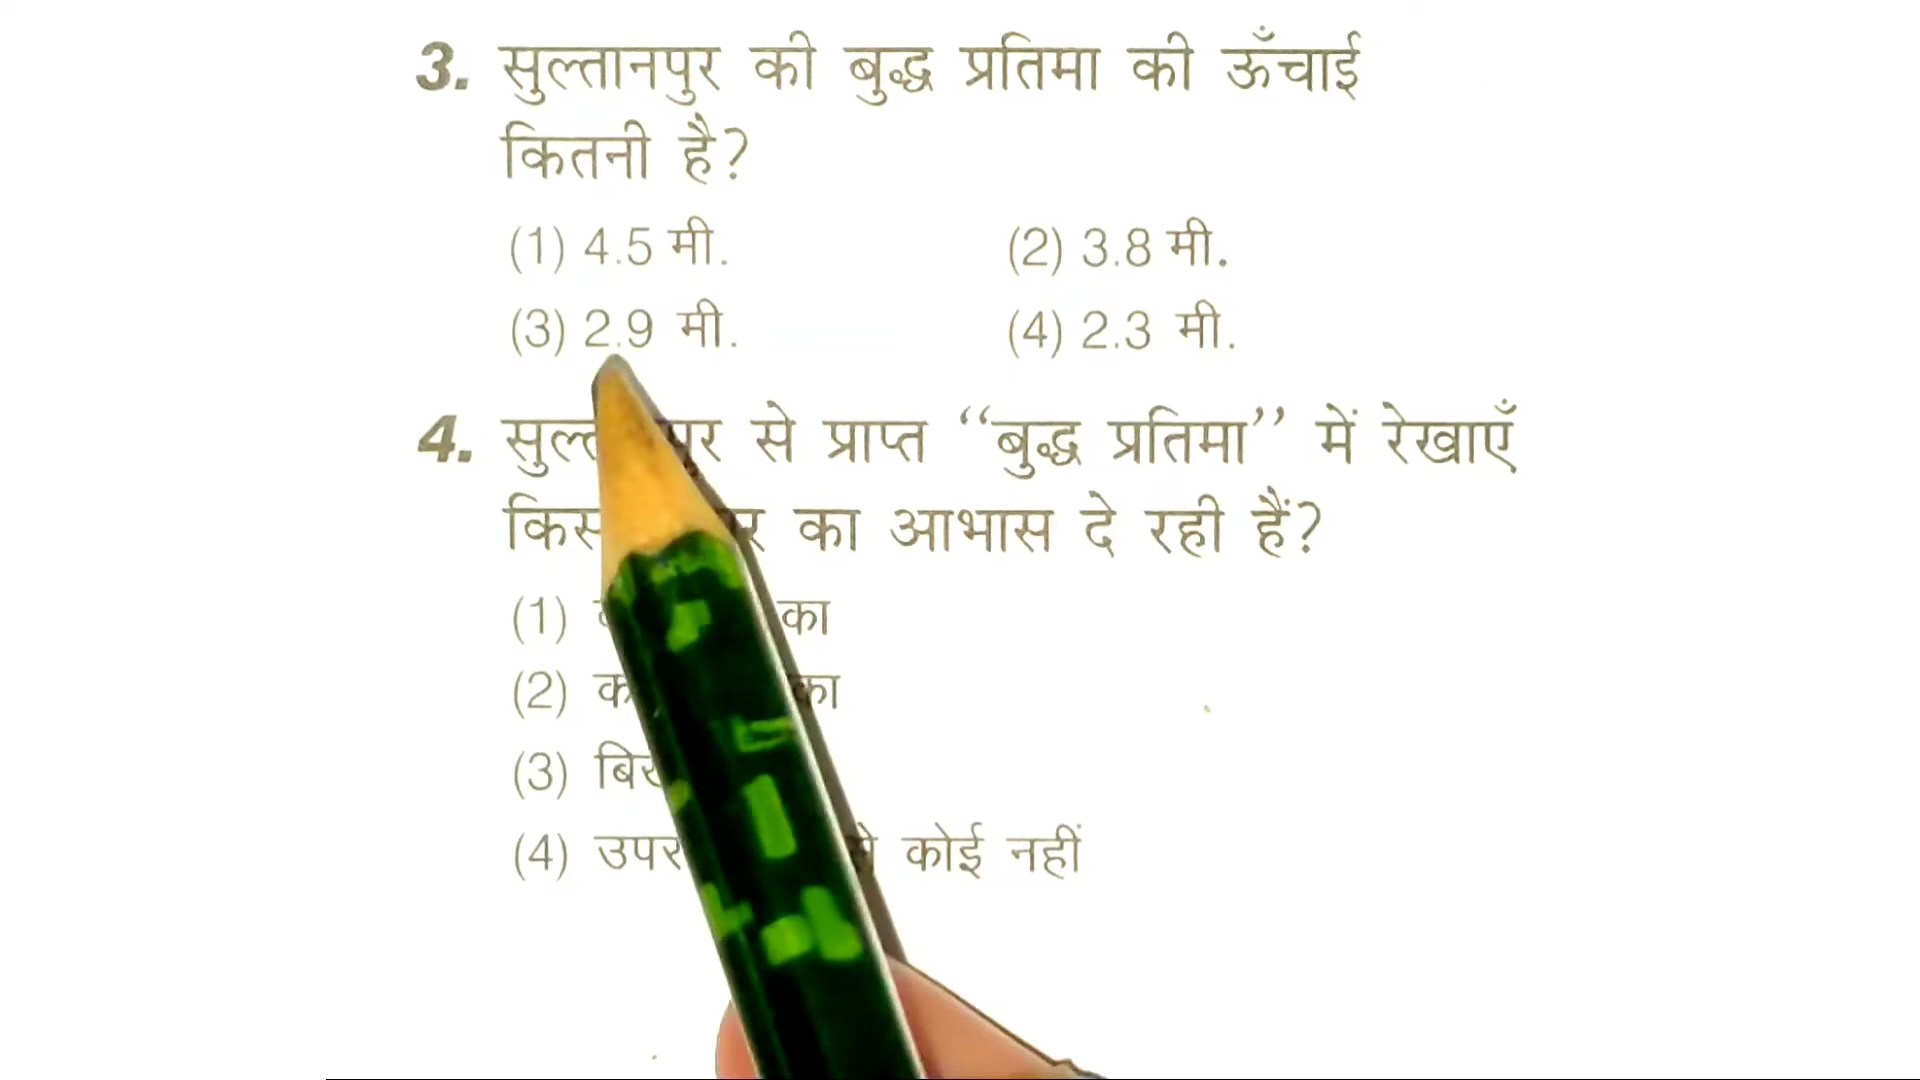 3. सुल्तानपुर की बुद्ध प्रतिमा की ऊँचाई
कितनी है?
(1) 4.5 मी. (2) 3.8 मी.
(3) 2.9 मी. (4) 2.3 मी.
4. से प्राप्त “बुद्ध प्रतिमा” में रेखाएँ
का आभास दे रही हैं?
(1) का
(2) का
(3)
(4) कोई नहीं